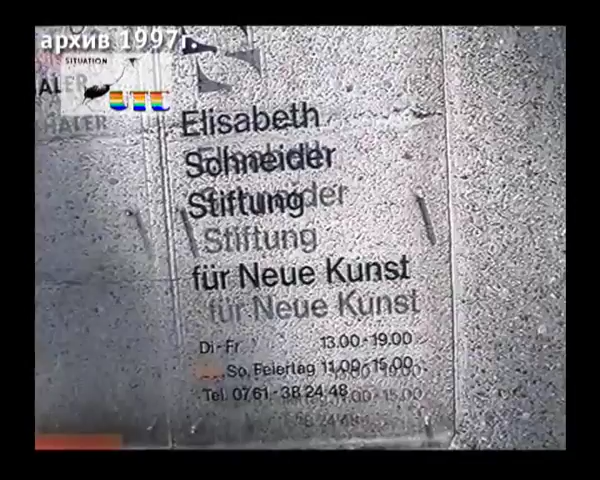 архив 1997г.
SITUATION
Elisabeth
Schneider
Stiftung
für Neue Kunst
Di-Fr 13.00-19.00
So, Feiertag 11.00-15.00
Tel. 0761-38 24 48